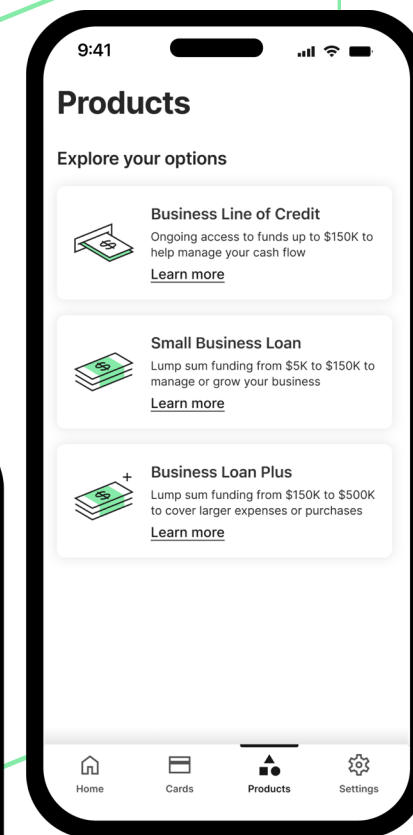 9:41
Products
Explore your options
Business Line of Credit
Ongoing access to funds up to $150K to
help manage your cash flow
Learn more
Small Business Loan
Lump sum funding from $5K to $150K to
manage or grow your business
Learn more
Business Loan Plus
Lump sum funding from $150K to $500K
to cover larger expenses or purchases
Learn more
Home Cards Products Settings